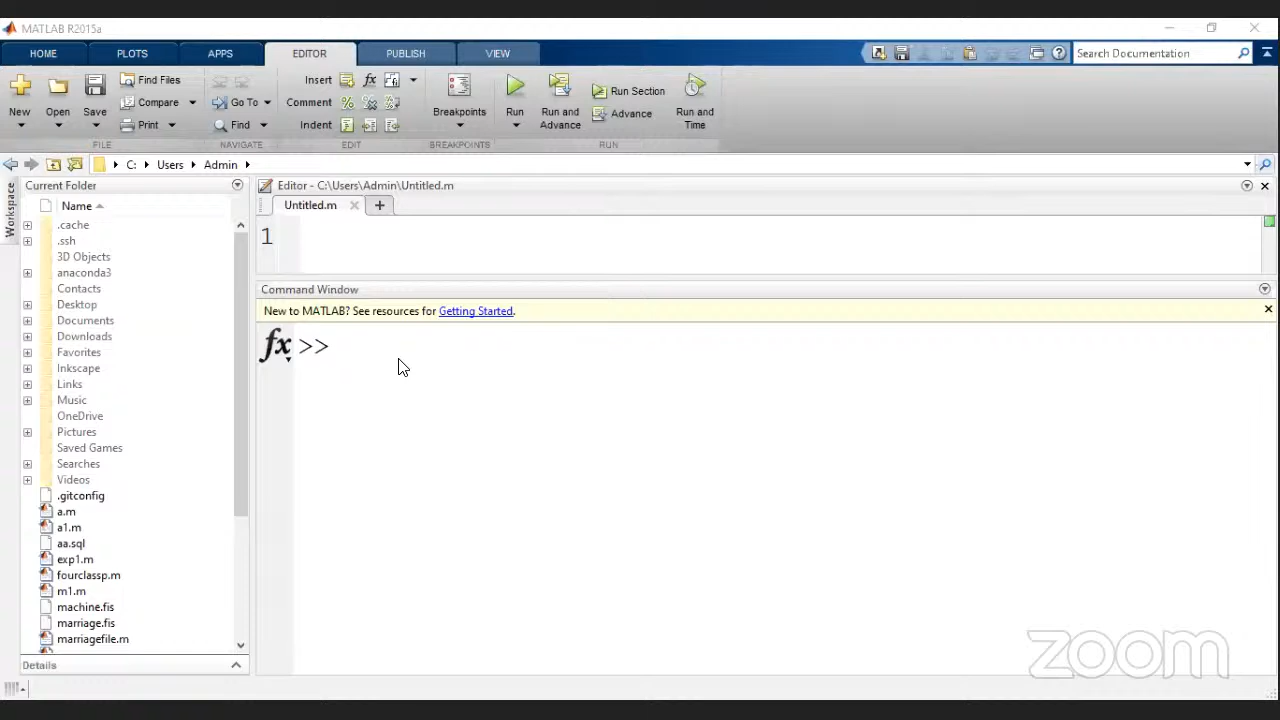 MATLAB R2015a
HOME PLOTS APPS EDITOR PUBLISH VIEW
Search Documentation
New
Open
Save
Find Files
Compare
Print
Go To
Find
Insert
Comment
Indent
fx
Breakpoints
Run
Run and Advance
Run Section
Advance
Run and Time
FILE NAVIGATE EDIT BREAKPOINTS RUN
C: Users Admin
Workspace
Current Folder
Name
.cache
.ssh
3D Objects
anaconda3
Contacts
Desktop
Documents
Downloads
Favorites
Inkscape
Links
Music
OneDrive
Pictures
Saved Games
Searches
Videos
.gitconfig
a.m
a1.m
aa.sql
exp1.m
fourclassp.m
m1.m
machine.fis
marriage.fis
marriagefile.m
Details
Editor - C:\Users\Admin\Untitled.m
Untitled.m
1
Command Window
New to MATLAB? See resources for Getting Started.
fx >>
zoom